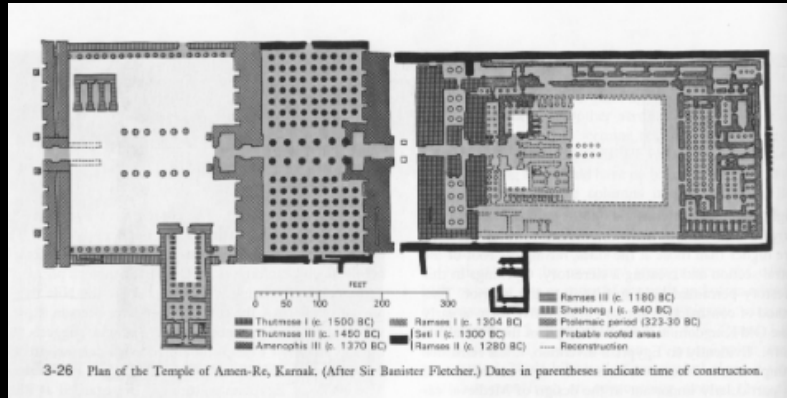 FEET
0 50 100 200 300
Thutmose I (c. 1500 BC)
Thutmose III (c. 1450 BC)
Amenophis III (c. 1370 BC)
Ramses I (c. 1304 BC)
Seti I (c. 1300 BC)
Ramses II (c. 1280 BC)
Ramses III (c. 1180 BC)
Shashong I (c. 940 BC)
Ptolemaic period (323-30 BC)
Probable roofed areas
Reconstruction
3-26 Plan of the Temple of Amen-Re, Karnak. (After Sir Banister Fletcher.) Dates in parentheses indicate time of construction.